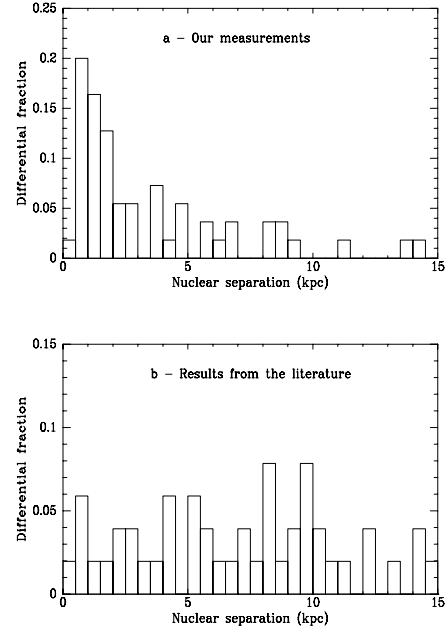 0.25
a – Our measurements
0.2
0.15
0.1
0.05
0
Differential fraction
0 5 10 15
Nuclear separation (kpc)
0.15
b – Results from the literature
0.1
0.05
0
Differential fraction
0 5 10 15
Nuclear separation (kpc)